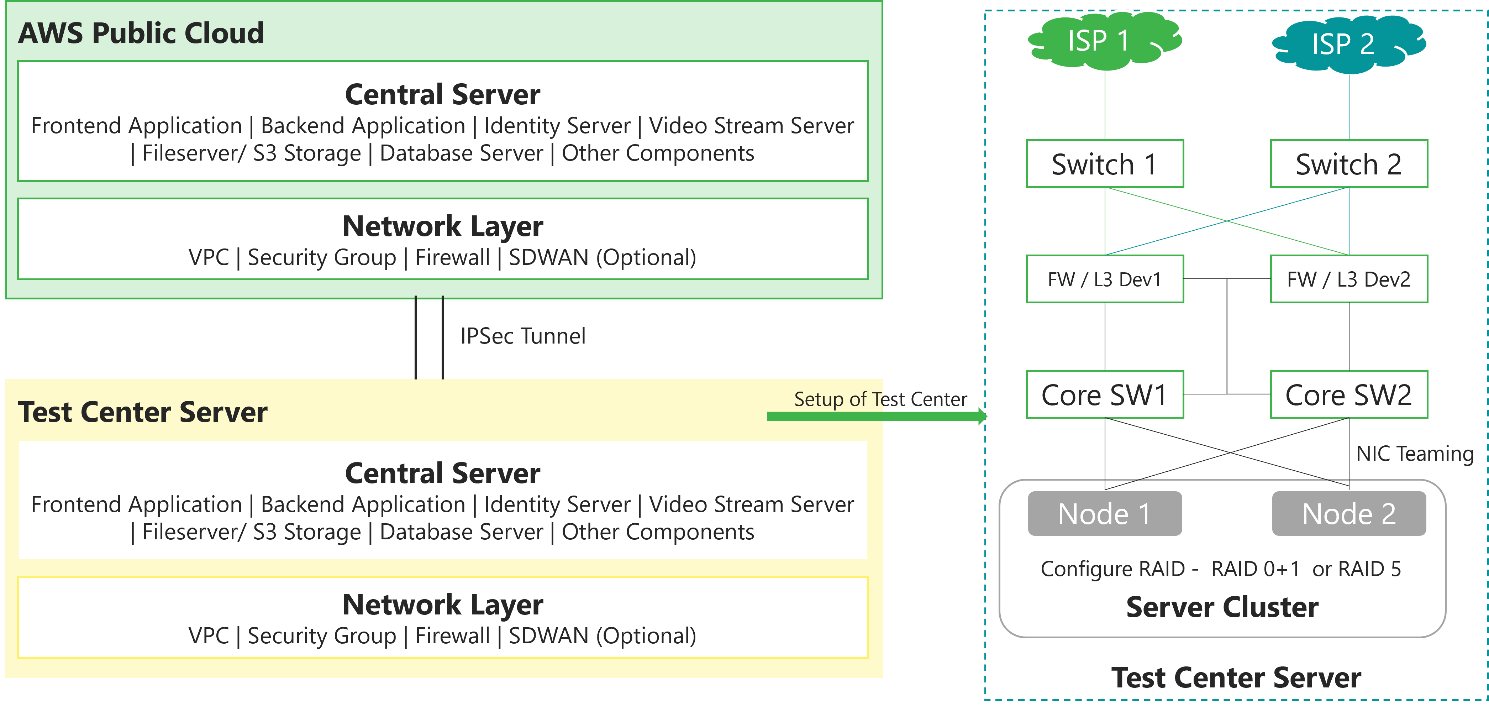 AWS Public Cloud
Central Server
Frontend Application | Backend Application | Identity Server | Video Stream Server
| Fileserver/ S3 Storage | Database Server | Other Components
Network Layer
VPC | Security Group | Firewall | SDWAN (Optional)
IPSec Tunnel
Test Center Server
Central Server
Frontend Application | Backend Application | Identity Server | Video Stream Server
| Fileserver/ S3 Storage | Database Server | Other Components
Network Layer
VPC | Security Group | Firewall | SDWAN (Optional)
Setup of Test Center
ISP 1
ISP 2
Switch 1
Switch 2
FW / L3 Dev1
FW / L3 Dev2
Core SW1
Core SW2
NIC Teaming
Node 1
Node 2
Configure RAID - RAID 0+1 or RAID 5
Server Cluster
Test Center Server